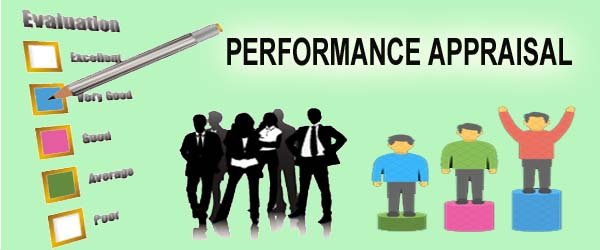 Evaluation
PERFORMANCE APPRAISAL
Excellent
Very Good
Good
Average
Poor